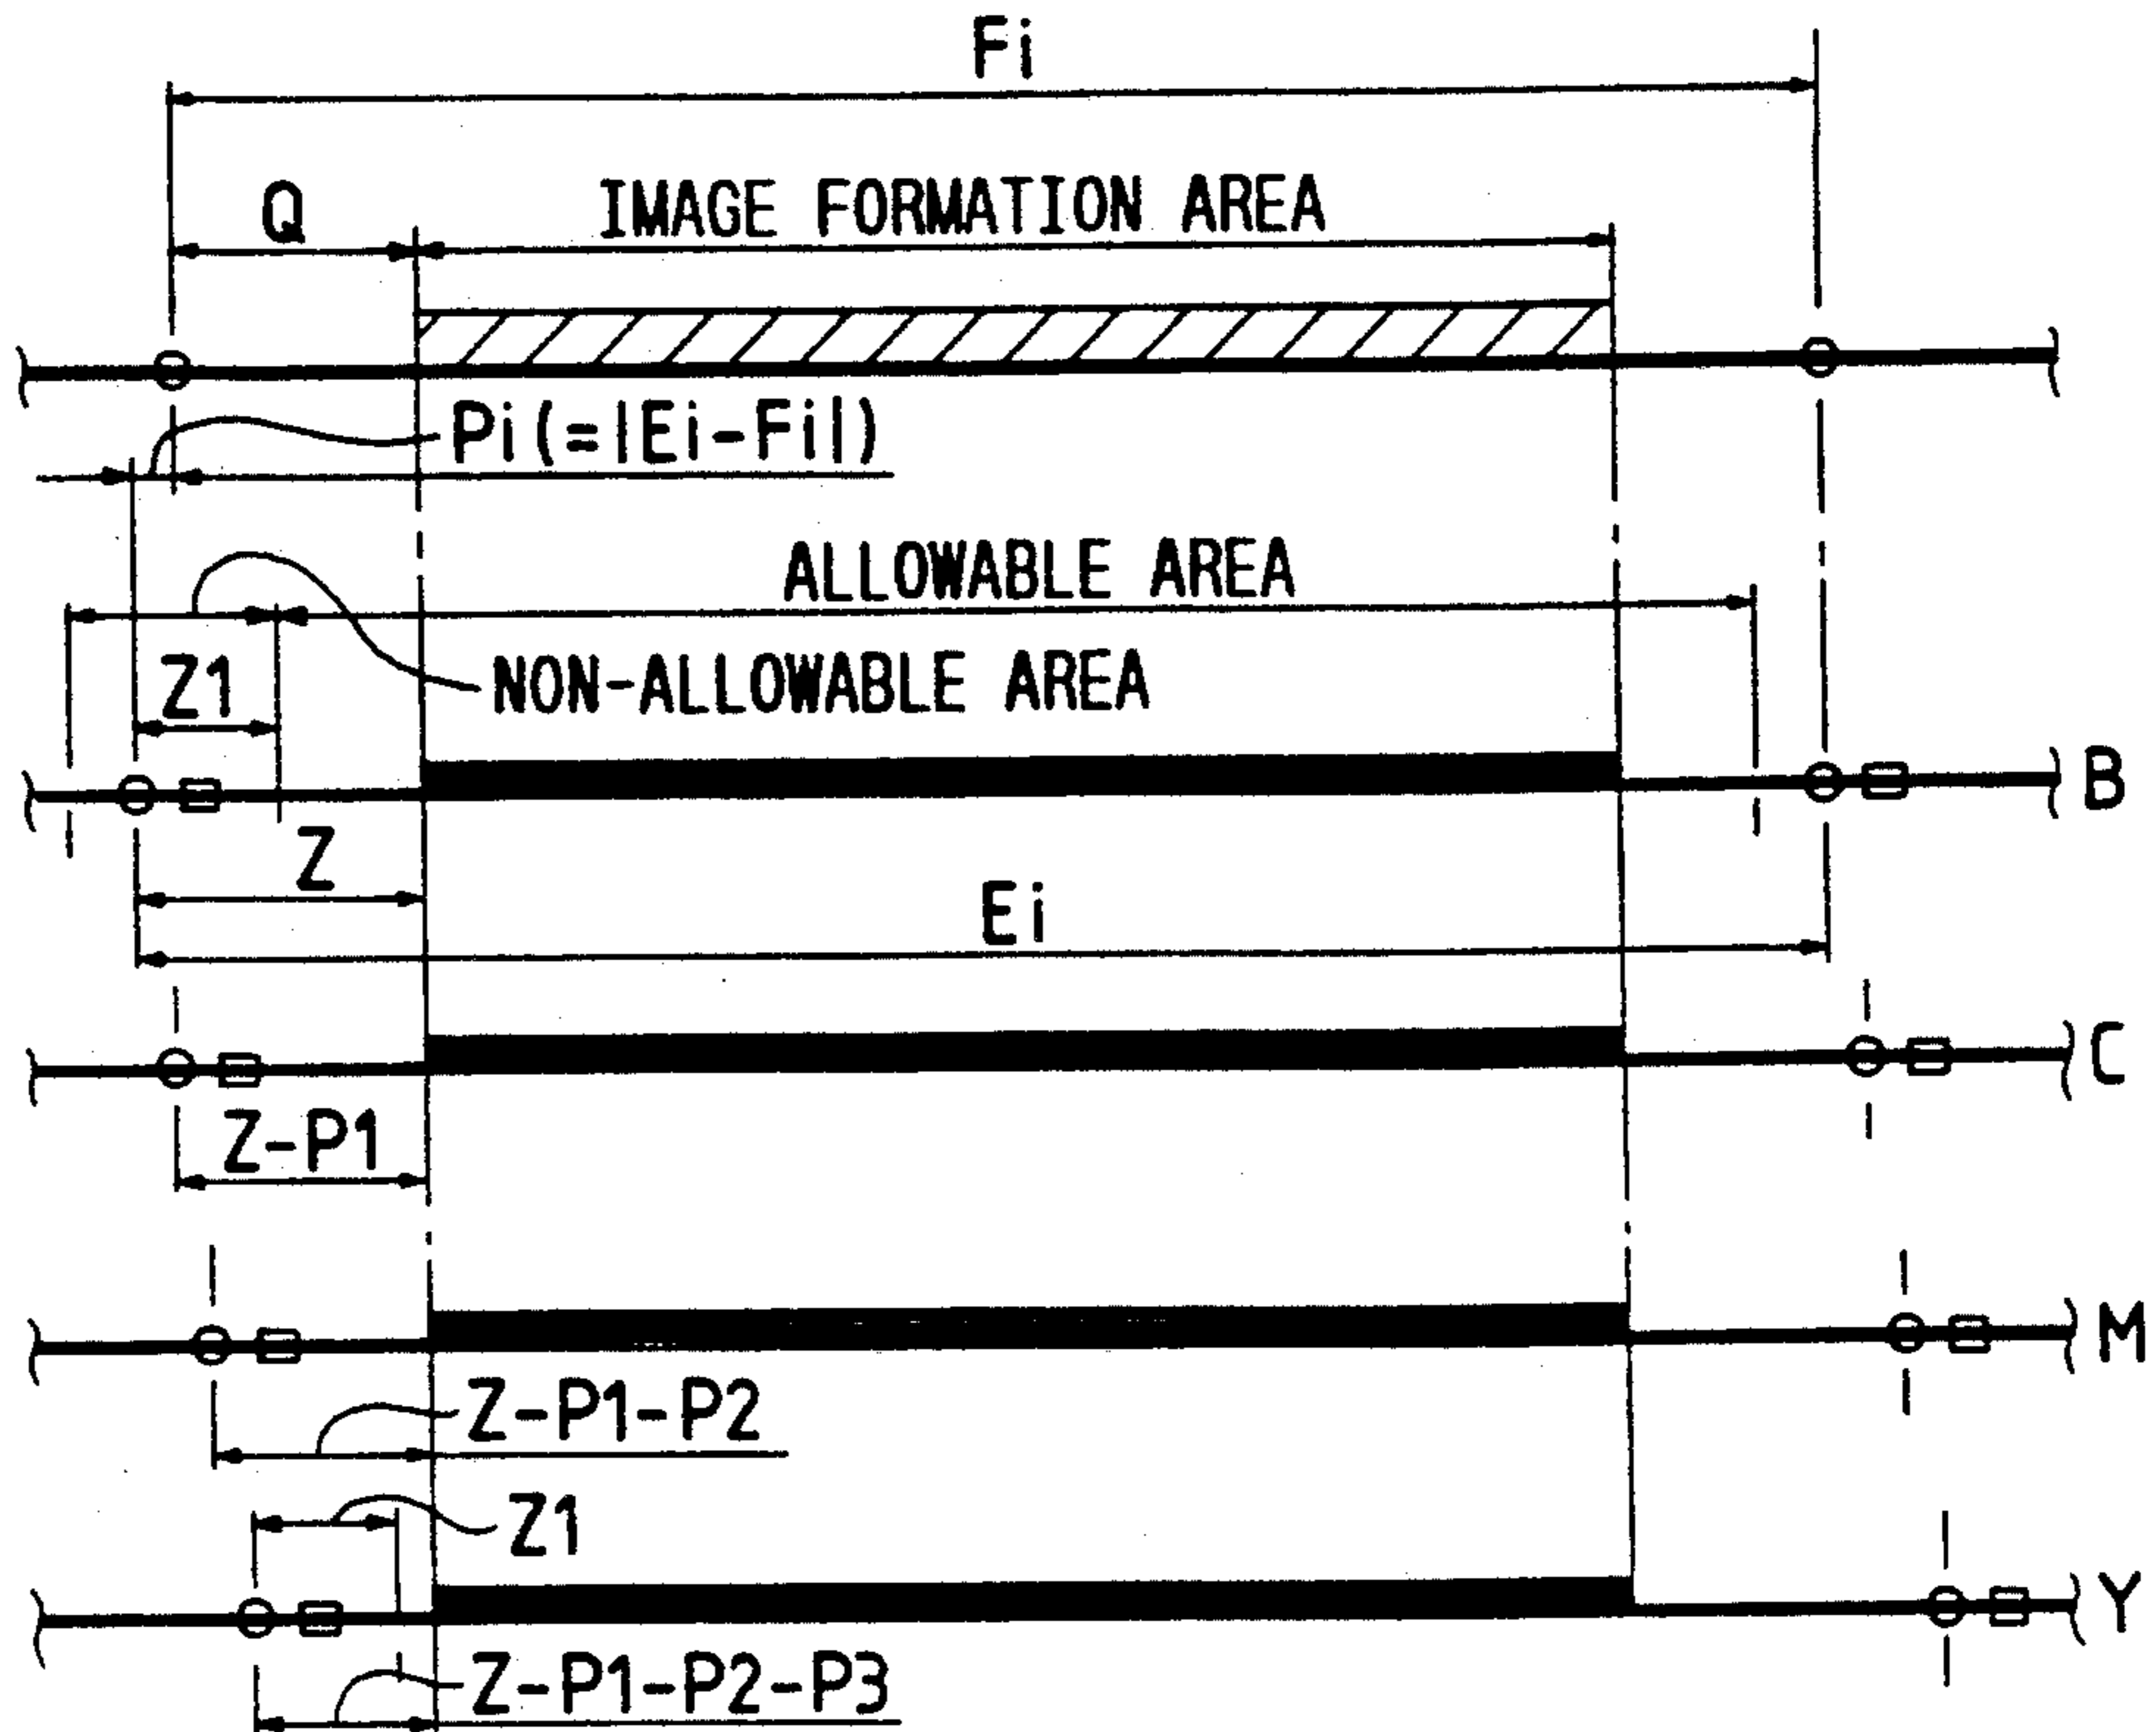 Fi
Q
IMAGE FORMATION AREA
Pi(=|Ei-Fi|)
ALLOWABLE AREA
Z1
NON-ALLOWABLE AREA
B
Z
Ei
C
Z-P1
M
Z-P1-P2
Z1
Y
Z-P1-P2-P3